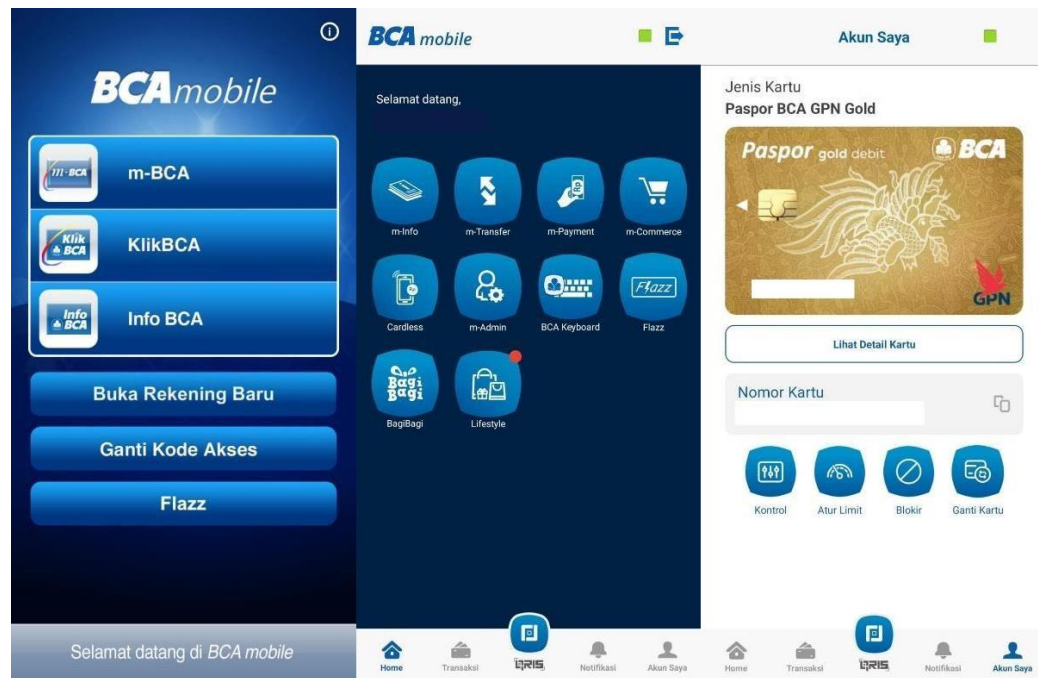 BCA mobile
m-BCA
m-BCA
Klik
BCA
KlikBCA
Info
BCA
Info BCA
Buka Rekening Baru
Ganti Kode Akses
Flazz
Selamat datang di BCA mobile
BCA mobile
Selamat datang,
Rp
m-Info
m-Transfer
m-Payment
m-Commerce
Flazz
Cardless
m-Admin
BCA Keyboard
Flazz
Bagi
Bagi
BagiBagi
Lifestyle
Home
Transaksi
QRIS
Notifikasi
Akun Saya
Akun Saya
Jenis Kartu
Paspor BCA GPN Gold
Paspor gold debit
BCA
GPN
Lihat Detail Kartu
Nomor Kartu
Kontrol
Atur Limit
Blokir
Ganti Kartu
Home
Transaksi
QRIS
Notifikasi
Akun Saya